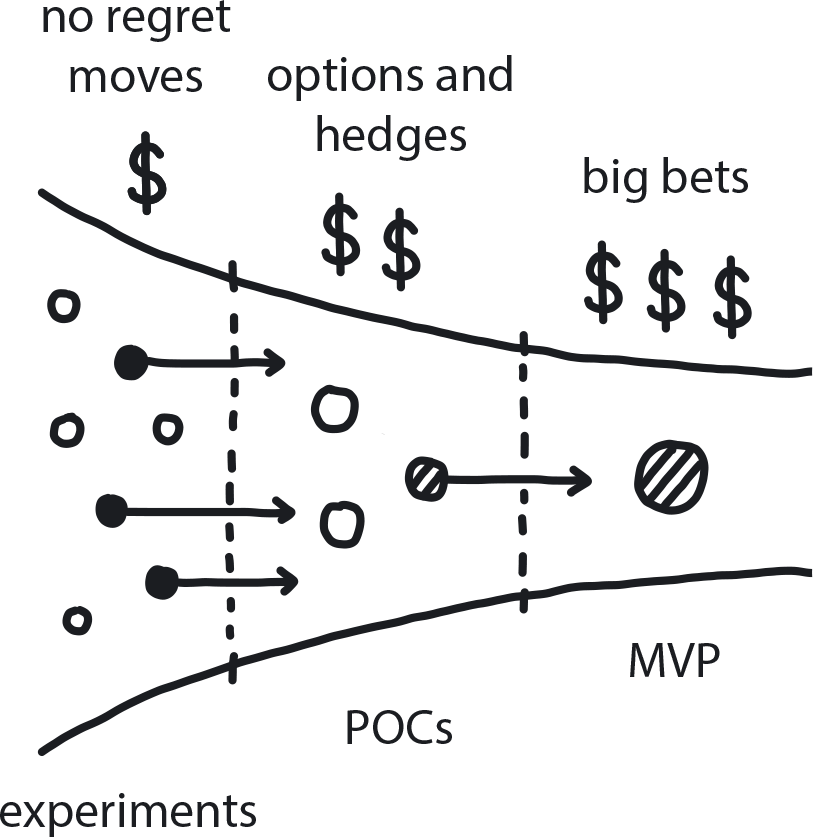 no regret
moves
$
options and
hedges
$ $
big bets
$ $ $
MVP
POCs
experiments